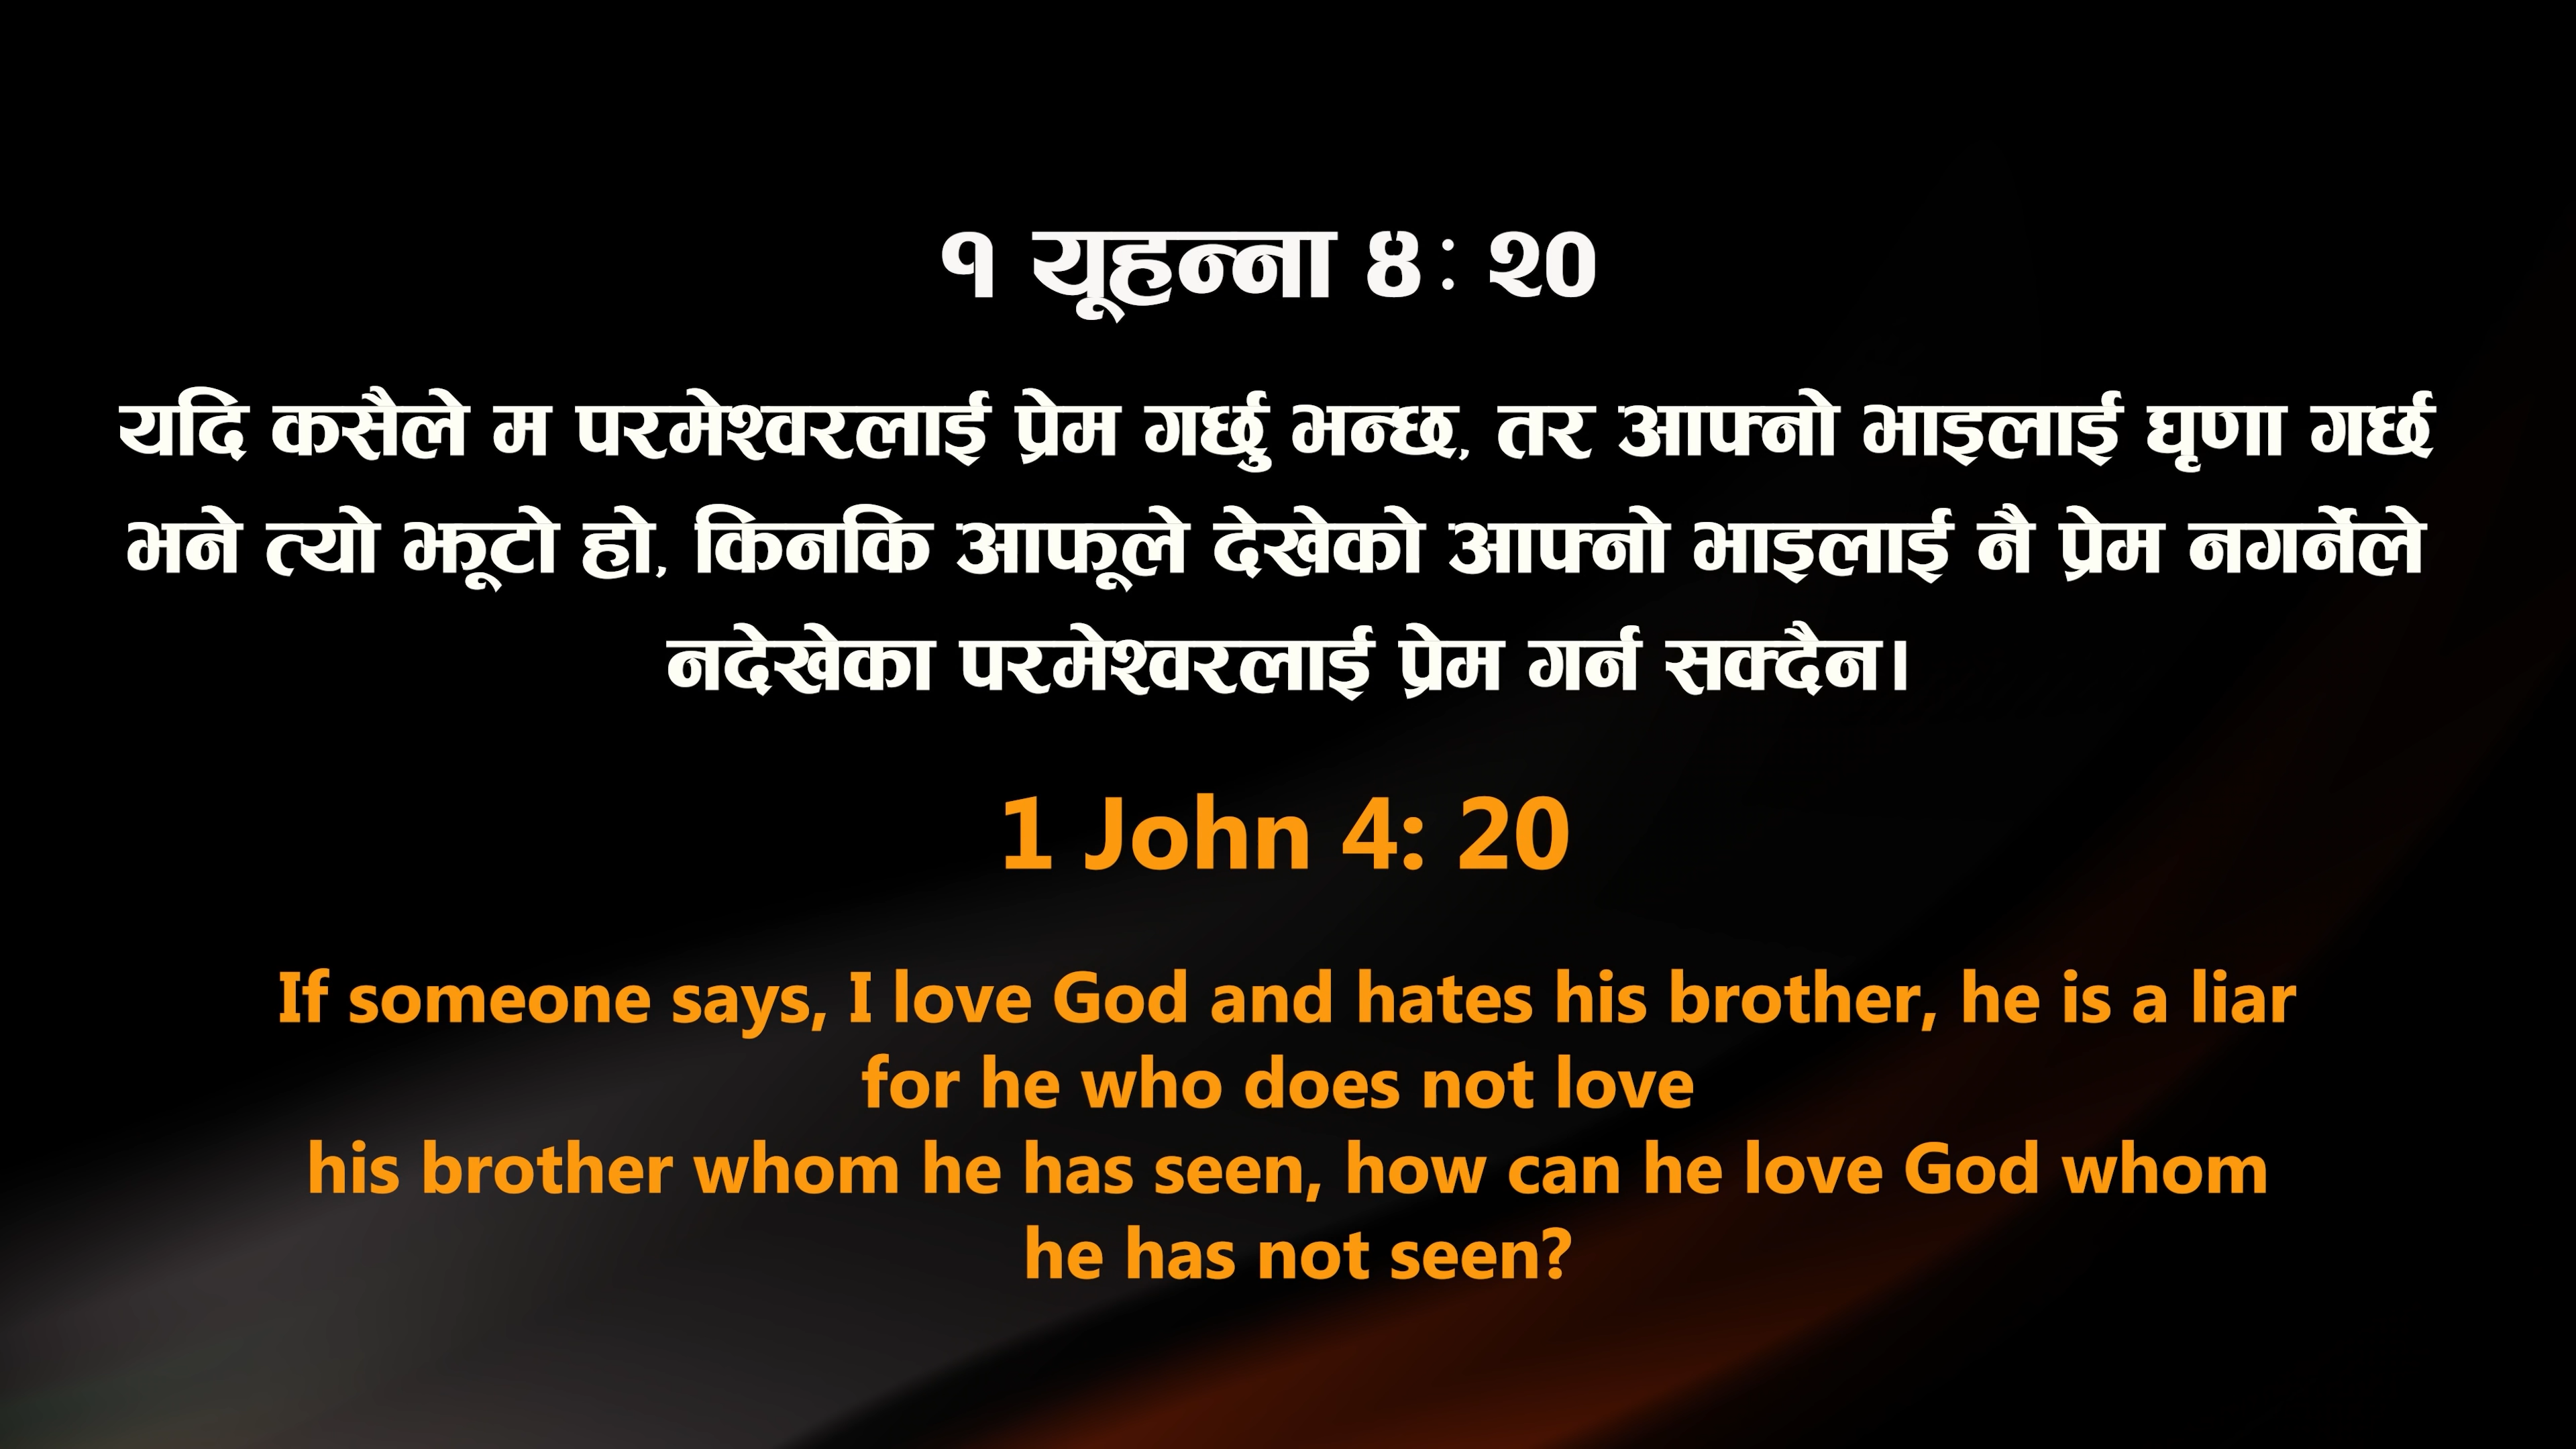 १ यूहन्ना ४: २०
यदि कसैले म परमेश्वरलाई प्रेम गर्छु भन्छ, तर आफ्नो भाइलाई घृणा गर्छ
भने त्यो झूटो हो, किनकि आफूले देखेको आफ्नो भाइलाई नै प्रेम नगर्नेले
नदेखेका परमेश्वरलाई प्रेम गर्न सक्दैन।
1 John 4: 20
If someone says, I love God and hates his brother, he is a liar
for he who does not love
his brother whom he has seen, how can he love God whom
he has not seen?